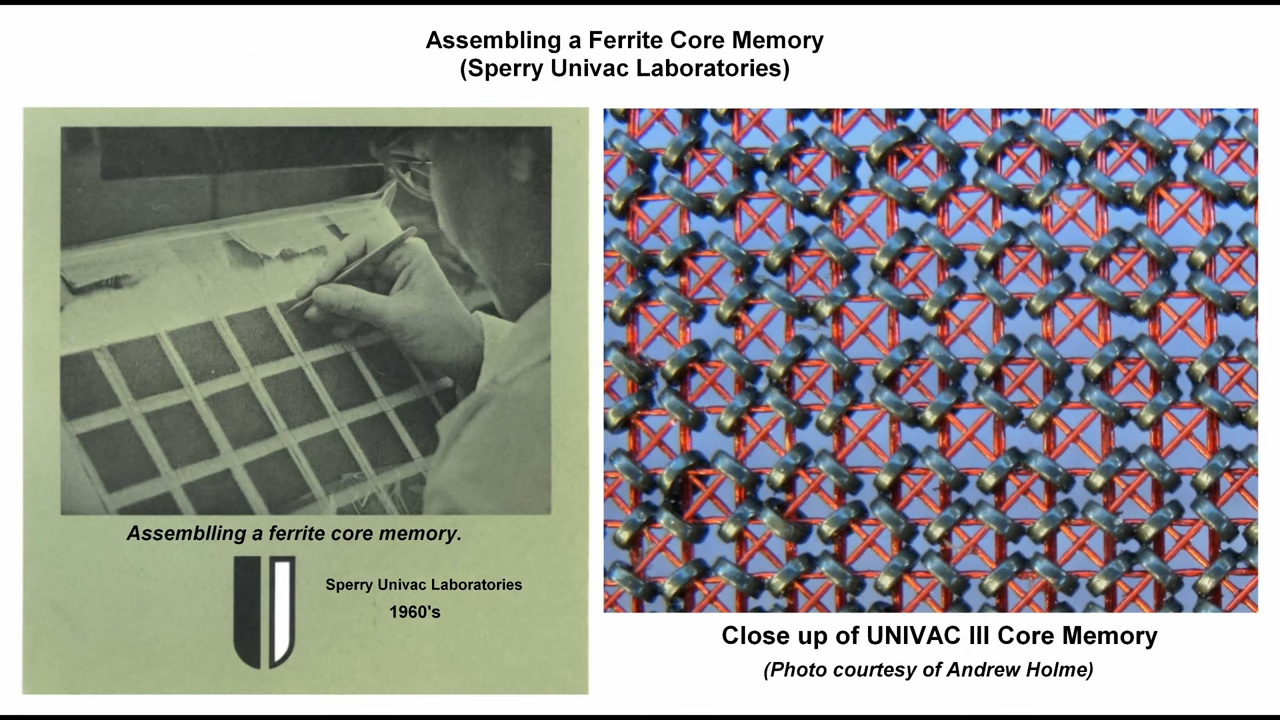 Assembling a Ferrite Core Memory
(Sperry Univac Laboratories)
Assemblling a ferrite core memory.
Sperry Univac Laboratories
1960's
Close up of UNIVAC III Core Memory
(Photo courtesy of Andrew Holme)